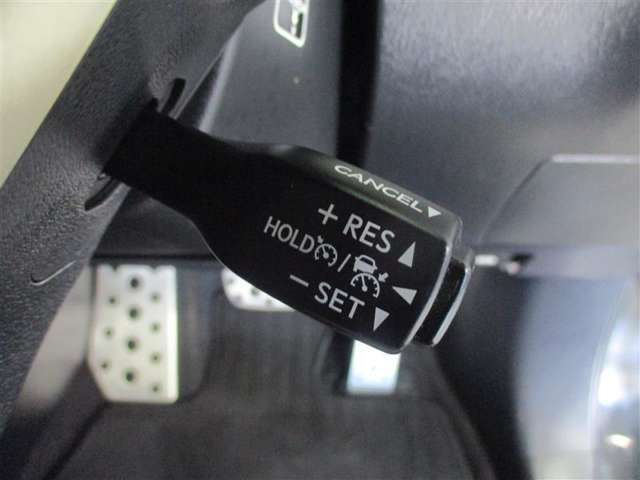 CANCEL
+ RES
HOLD /
- SET